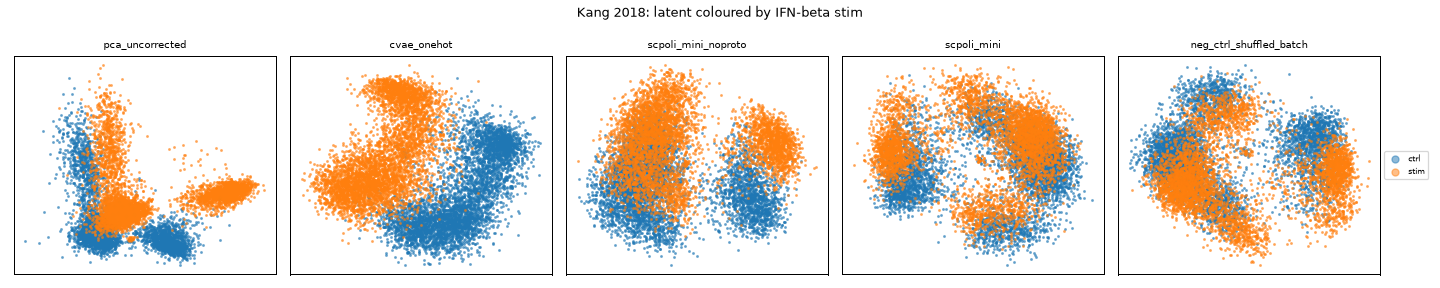 Kang 2018: latent coloured by IFN-beta stim
pca_uncorrected
cvae_onehot
scpoli_mini_noproto
scpoli_mini
neg_ctrl_shuffled_batch
ctrl
stim